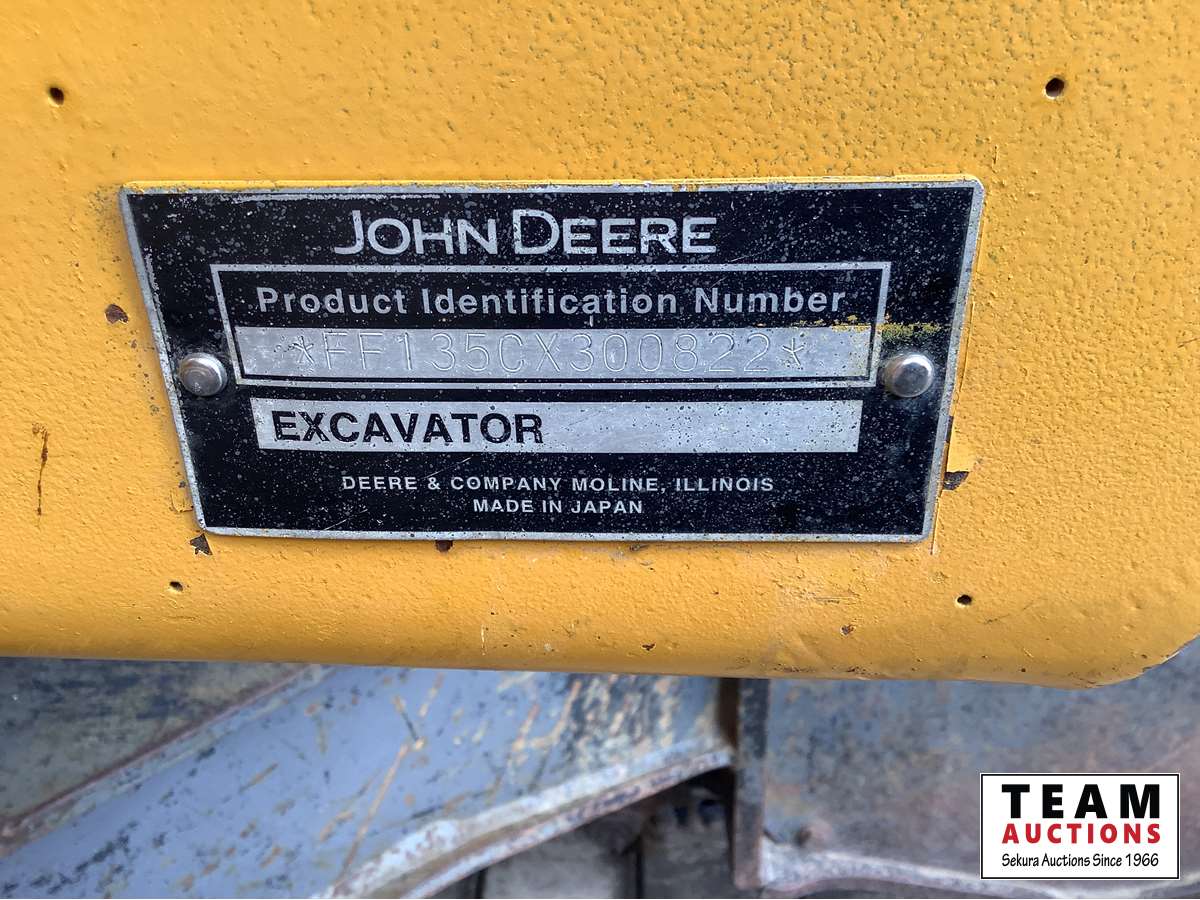 JOHN DEERE
Product Identification Number
*FF135CX300822*
EXCAVATOR
DEERE & COMPANY MOLINE, ILLINOIS
MADE IN JAPAN
TEAM
AUCTIONS
Sekura Auctions Since 1966